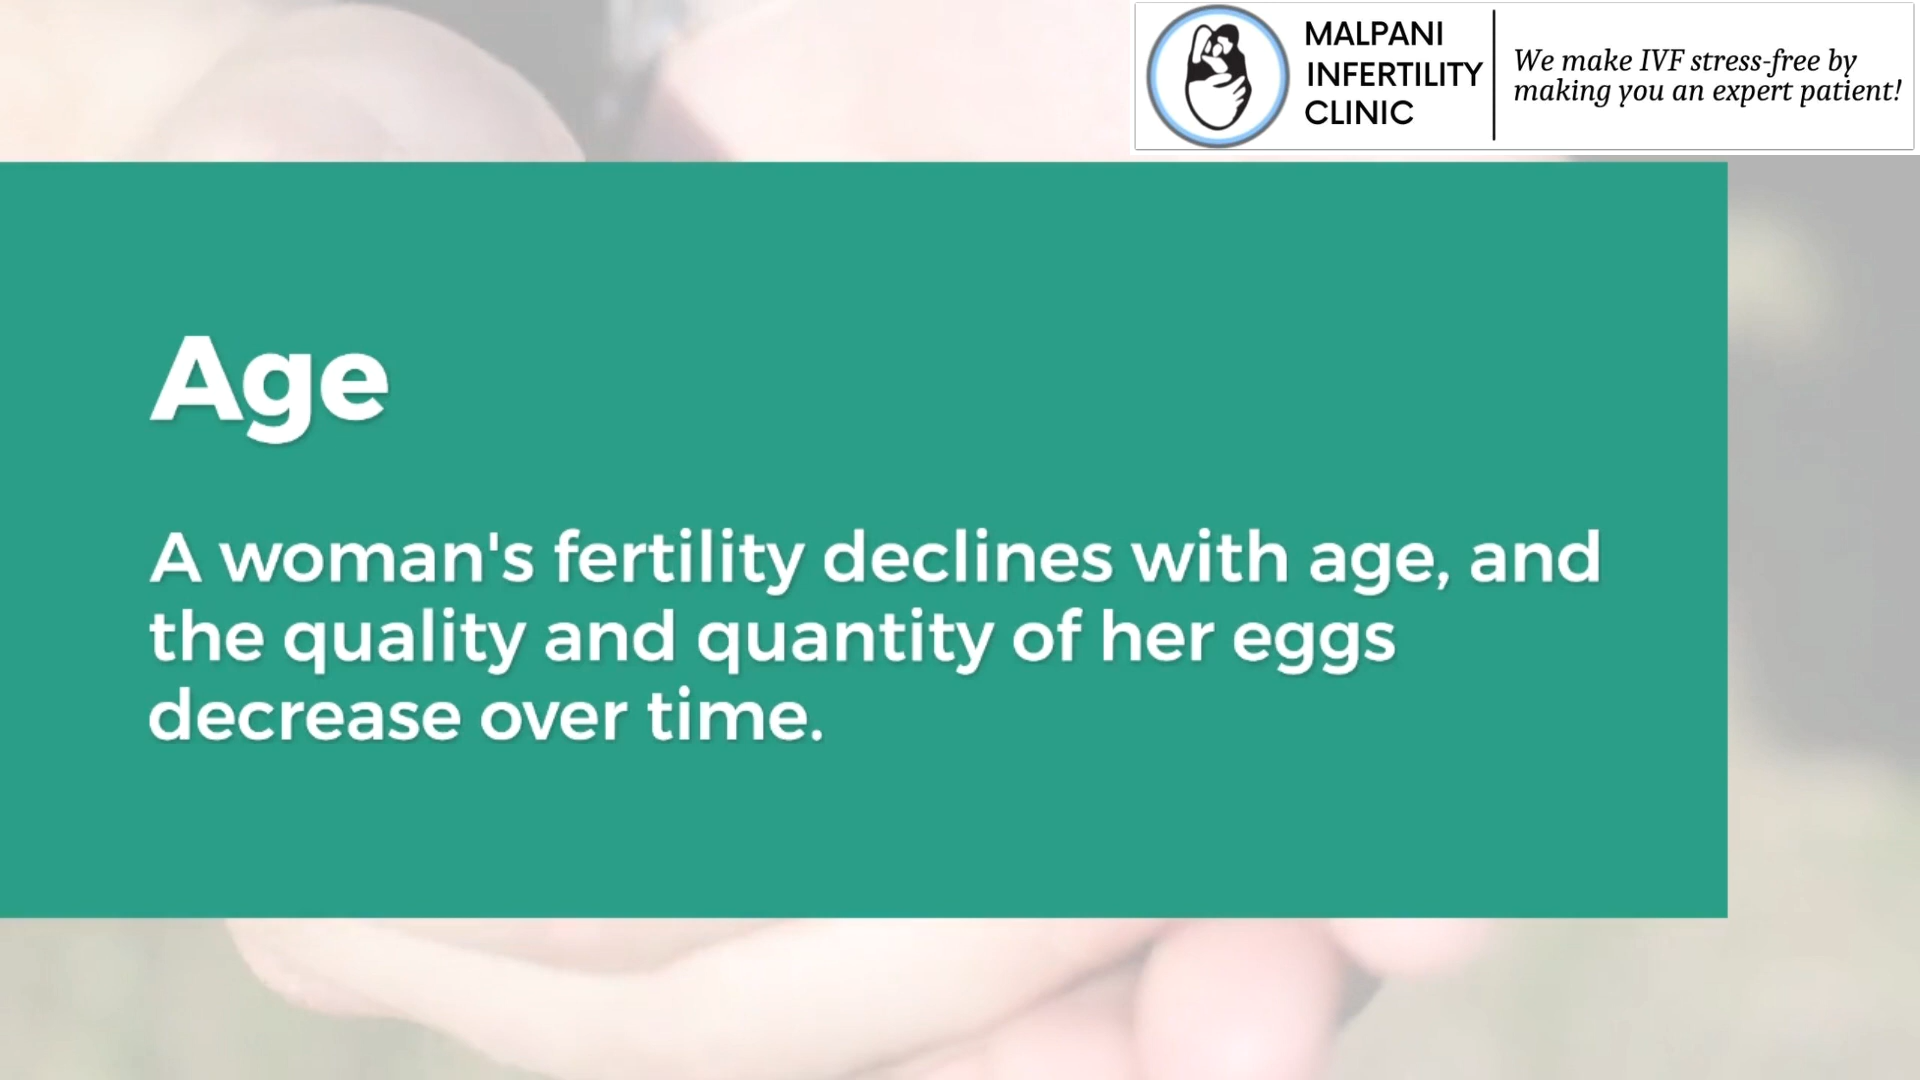 MALPANI
INFERTILITY
CLINIC
We make IVF stress-free by
making you an expert patient!
Age
A woman's fertility declines with age, and
the quality and quantity of her eggs
decrease over time.